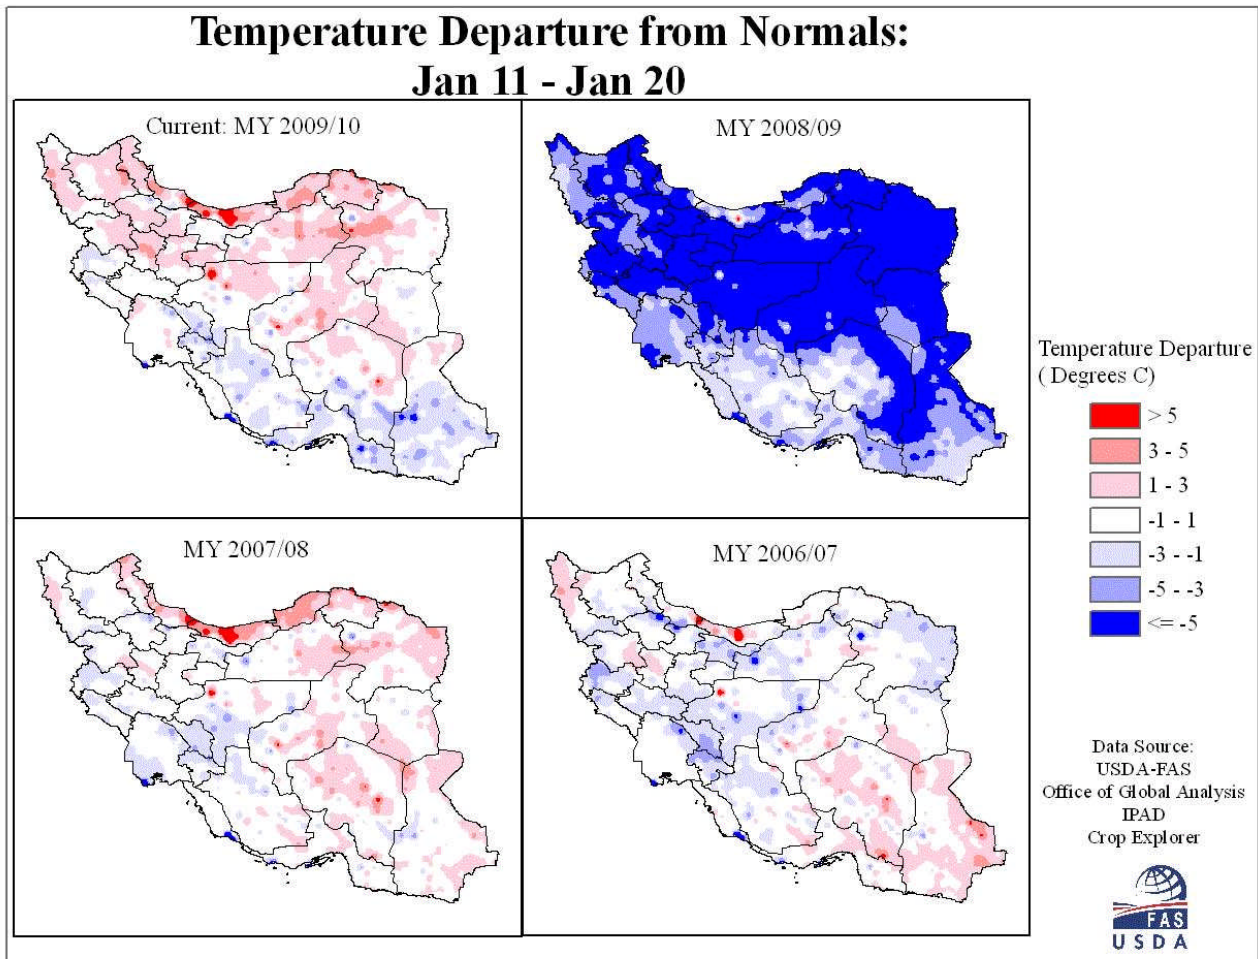 Temperature Departure from Normals:
Jan 11 - Jan 20
Current: MY 2009/10
MY 2008/09
MY 2007/08
MY 2006/07
Temperature Departure
( Degrees C)
> 5
3 - 5
1 - 3
-1 - 1
-3 - -1
-5 - -3
<= -5
Data Source:
USDA-FAS
Office of Global Analysis
IPAD
Crop Explorer
FAS
USDA